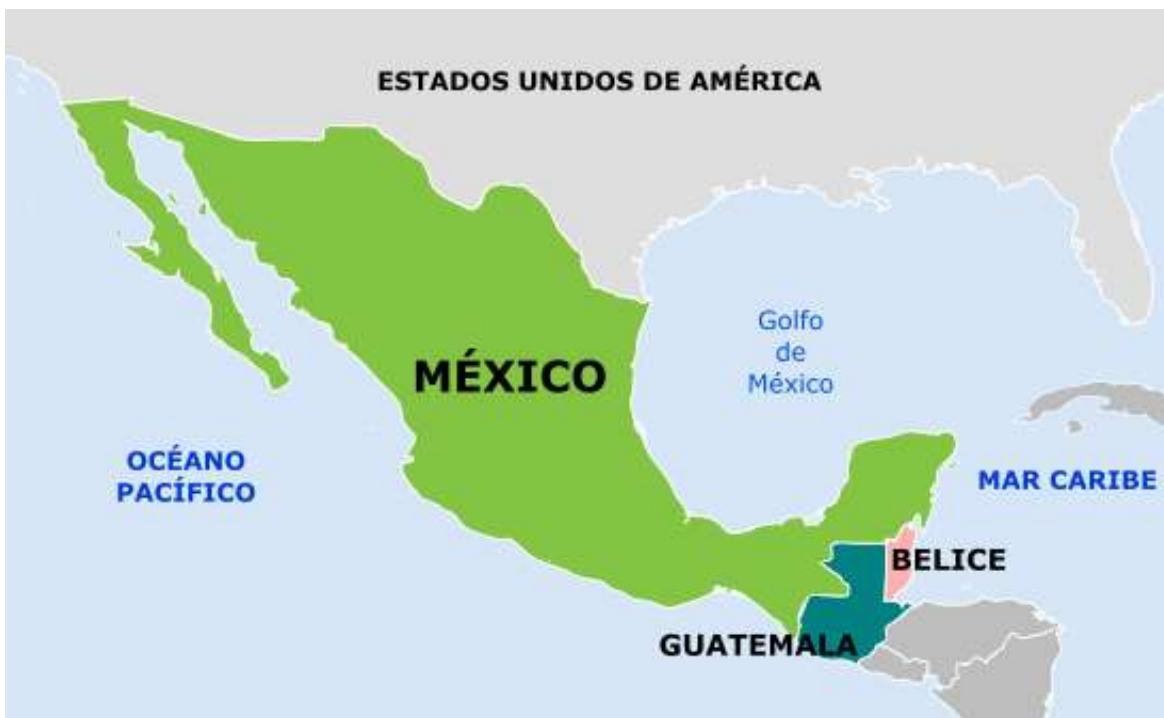 ESTADOS UNIDOS DE AMÉRICA
Golfo
de
México
MÉXICO
OCÉANO
PACÍFICO
MAR CARIBE
BELICE
GUATEMALA